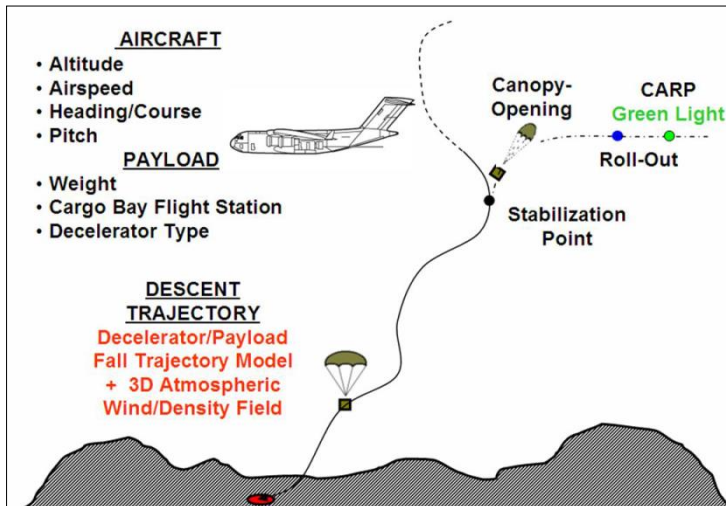 AIRCRAFT
• Altitude
• Airspeed
• Heading/Course
• Pitch
PAYLOAD
• Weight
• Cargo Bay Flight Station
• Decelerator Type
DESCENT
TRAJECTORY
Decelerator/Payload
Fall Trajectory Model
+ 3D Atmospheric
Wind/Density Field
Canopy-
Opening
CARP
Green Light
Roll-Out
Stabilization
Point